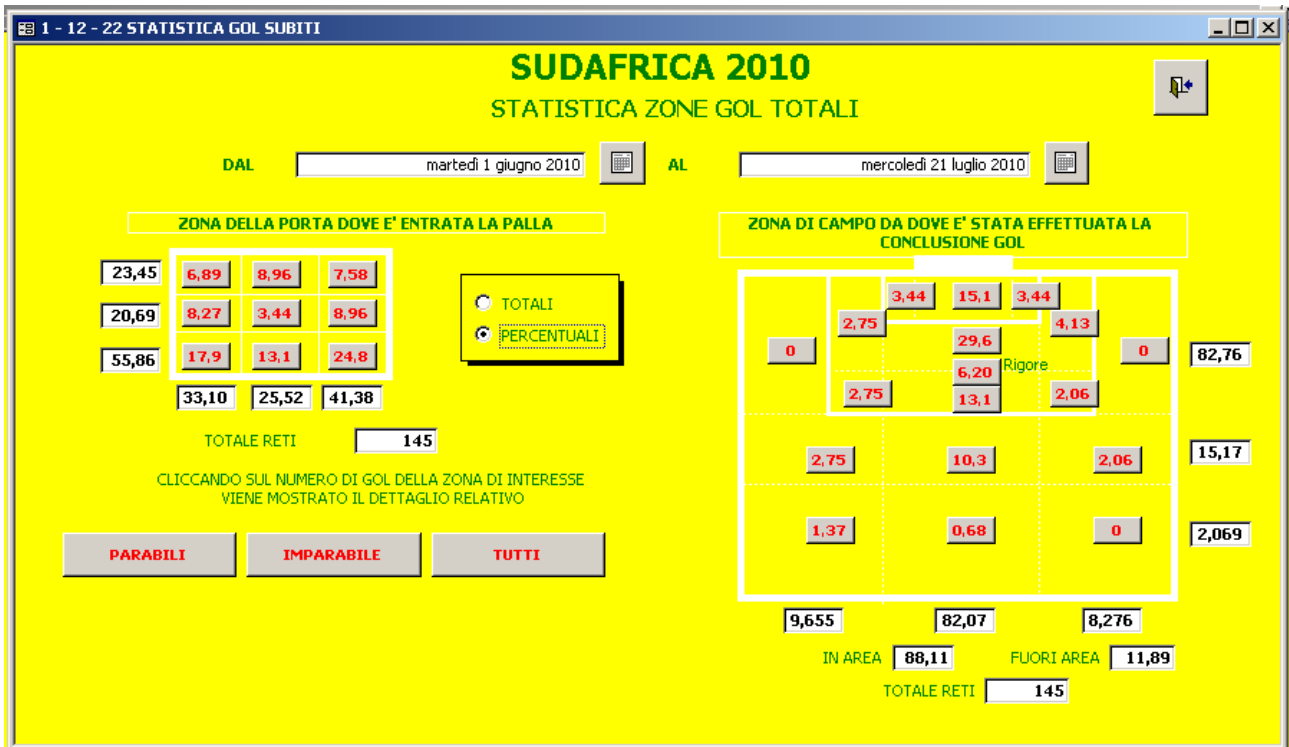 1 - 12 - 22 STATISTICA GOL SUBITI
SUDAFRICA 2010
STATISTICA ZONE GOL TOTALI
DAL martedì 1 giugno 2010 AL mercoledì 21 luglio 2010
ZONA DELLA PORTA DOVE E' ENTRATA LA PALLA
23,45 6,89 8,96 7,58
20,69 8,27 3,44 8,96
55,86 17,9 13,1 24,8
33,10 25,52 41,38
TOTALE RETI 145
CLICCANDO SUL NUMERO DI GOL DELLA ZONA DI INTERESSE
VIENE MOSTRATO IL DETTAGLIO RELATIVO
PARABILI IMPARABILE TUTTI
TOTALI
PERCENTUALI
ZONA DI CAMPO DA DOVE E' STATA EFFETTUATA LA
CONCLUSIONE GOL
3,44 15,1 3,44
2,75 4,13
29,6
0 0 82,76
6,20 Rigore
2,75 13,1 2,06
2,75 10,3 2,06 15,17
1,37 0,68 0 2,069
9,655 82,07 8,276
IN AREA 88,11 FUORI AREA 11,89
TOTALE RETI 145